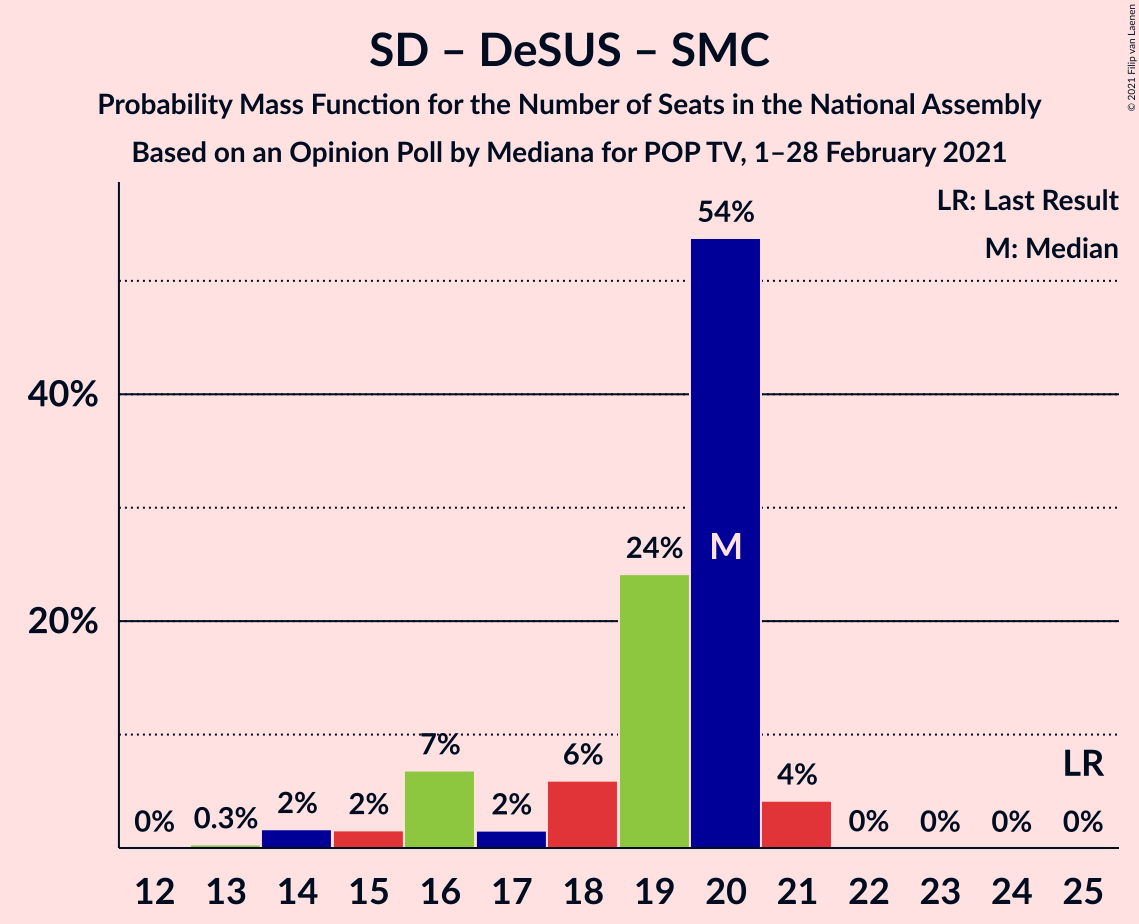 SD – DeSUS – SMC
Probability Mass Function for the Number of Seats in the National Assembly
Based on an Opinion Poll by Mediana for POP TV, 1–28 February 2021
© 2021 Filip van Laenen
LR: Last Result
M: Median
54%
40%
24%
M
20%
7%
6%
4%
LR
0%
0.3%
2%
2%
2%
0%
0%
0%
0%
12 13 14 15 16 17 18 19 20 21 22 23 24 25